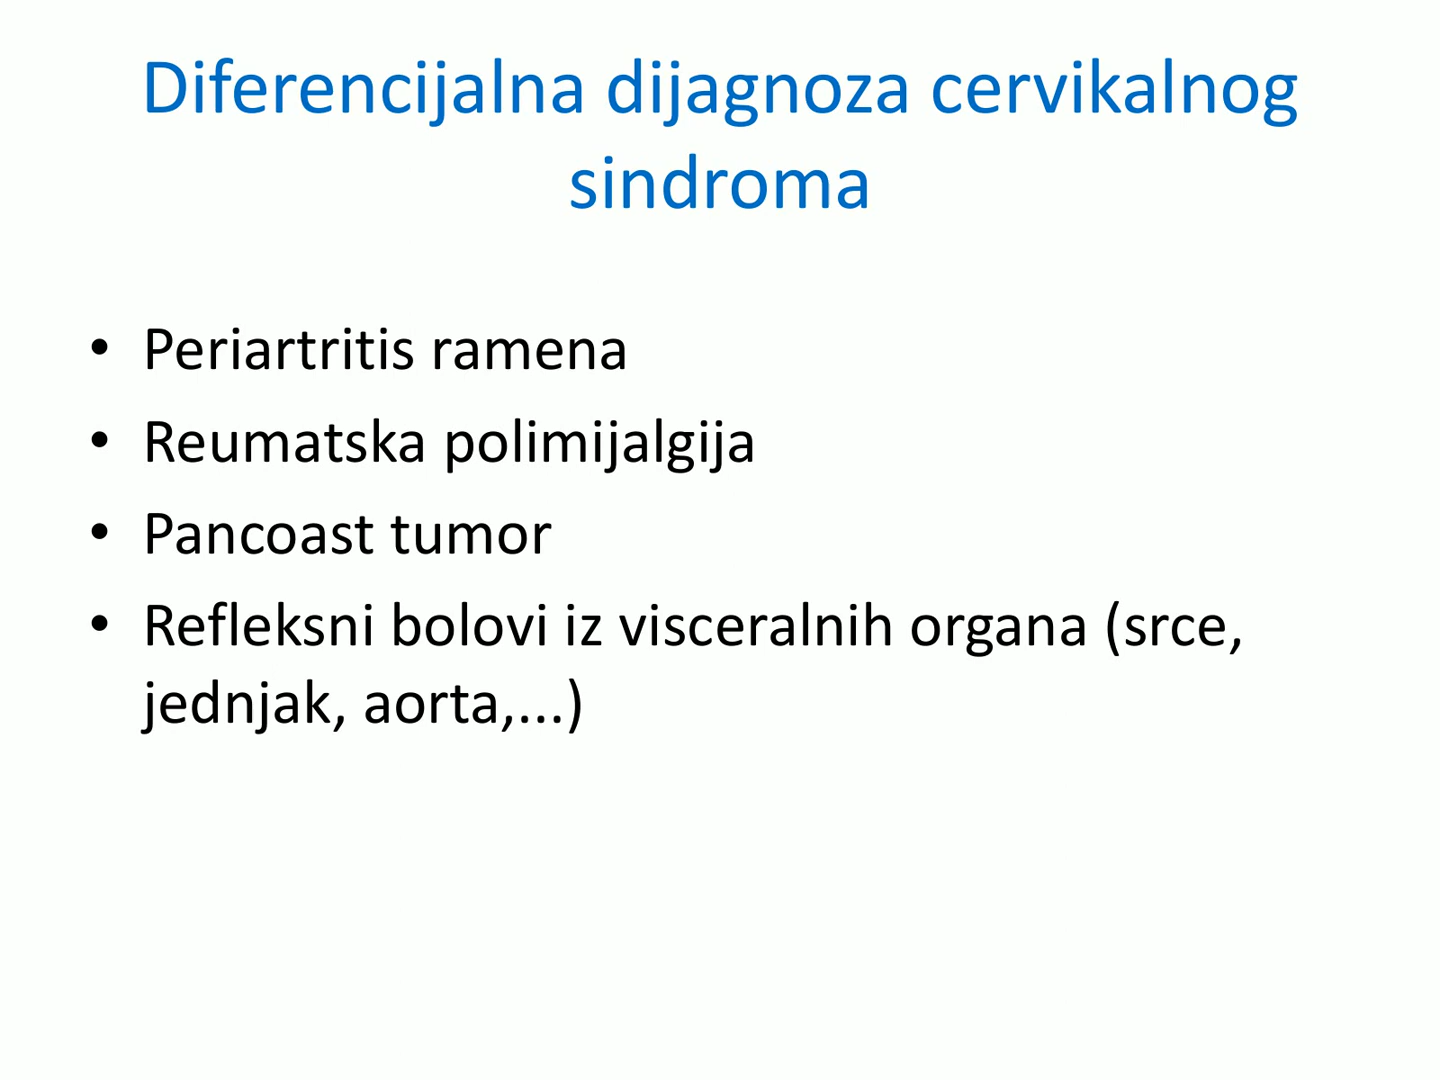 Diferencijalna dijagnoza cervikalnog
sindroma
• Periartritis ramena
• Reumatska polimijalgija
• Pancoast tumor
• Refleksni bolovi iz visceralnih organa (srce,
jednjak, aorta,...)